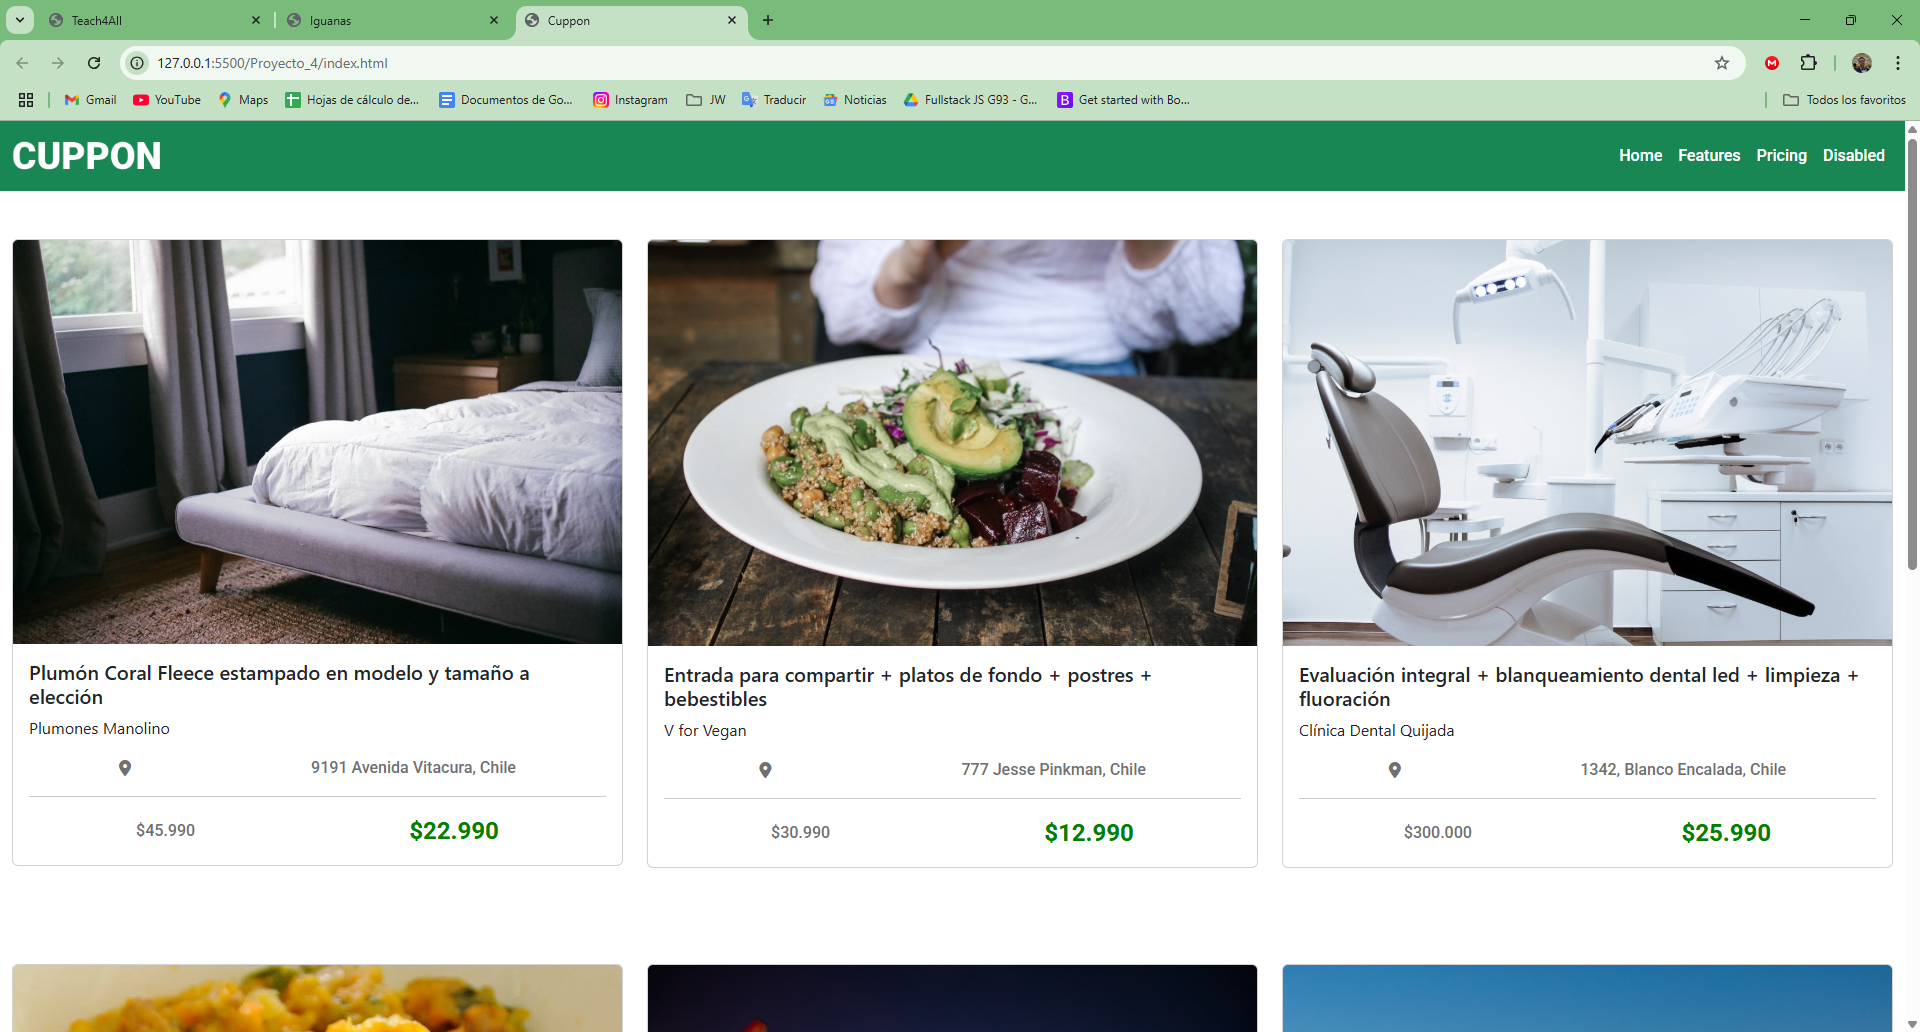 Teach4All
Iguanas
Cuppon
127.0.0.1:5500/Proyecto_4/index.html
Gmail
YouTube
Maps
Hojas de cálculo de...
Documentos de Go...
Instagram
JW
Traducir
Noticias
Fullstack JS G93 - G...
Get started with Bo...
Todos los favoritos
CUPPON
Home
Features
Pricing
Disabled
Plumón Coral Fleece estampado en modelo y tamaño a
elección
Plumones Manolino
9191 Avenida Vitacura, Chile
$45.990
$22.990
Entrada para compartir + platos de fondo + postres +
bebestibles
V for Vegan
777 Jesse Pinkman, Chile
$30.990
$12.990
Evaluación integral + blanqueamiento dental led + limpieza +
fluoración
Clínica Dental Quijada
1342, Blanco Encalada, Chile
$300.000
$25.990